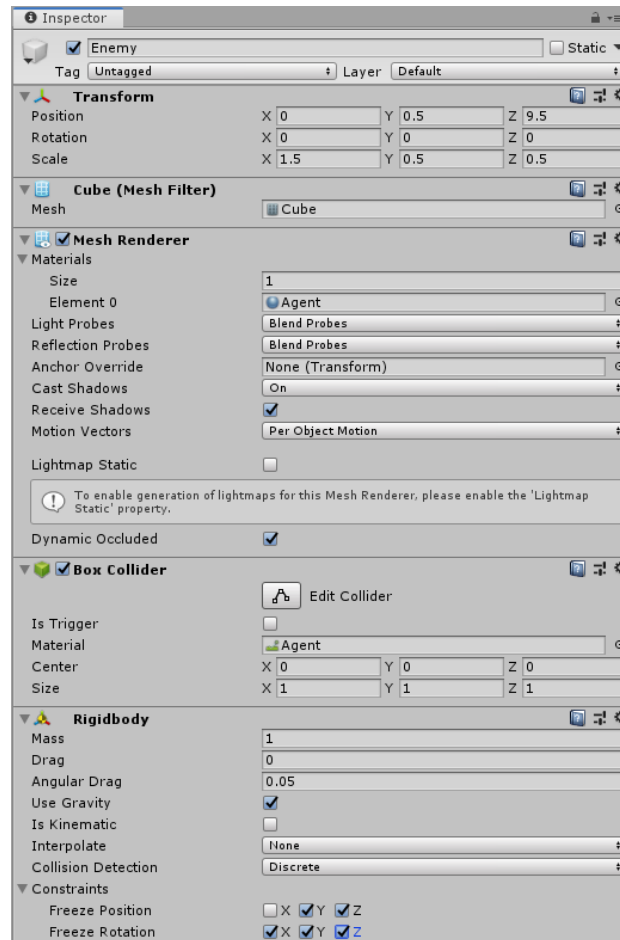 Inspector
Enemy Static
Tag Untagged Layer Default
Transform
Position X 0 Y 0.5 Z 9.5
Rotation X 0 Y 0 Z 0
Scale X 1.5 Y 0.5 Z 0.5
Cube (Mesh Filter)
Mesh Cube
Mesh Renderer
Materials
Size 1
Element 0 Agent
Light Probes Blend Probes
Reflection Probes Blend Probes
Anchor Override None (Transform)
Cast Shadows On
Receive Shadows
Motion Vectors Per Object Motion
Lightmap Static
To enable generation of lightmaps for this Mesh Renderer, please enable the 'Lightmap
Static' property.
Dynamic Occluded
Box Collider
Edit Collider
Is Trigger
Material Agent
Center X 0 Y 0 Z 0
Size X 1 Y 1 Z 1
Rigidbody
Mass 1
Drag 0
Angular Drag 0.05
Use Gravity
Is Kinematic
Interpolate None
Collision Detection Discrete
Constraints
Freeze Position X Y Z
Freeze Rotation X Y Z